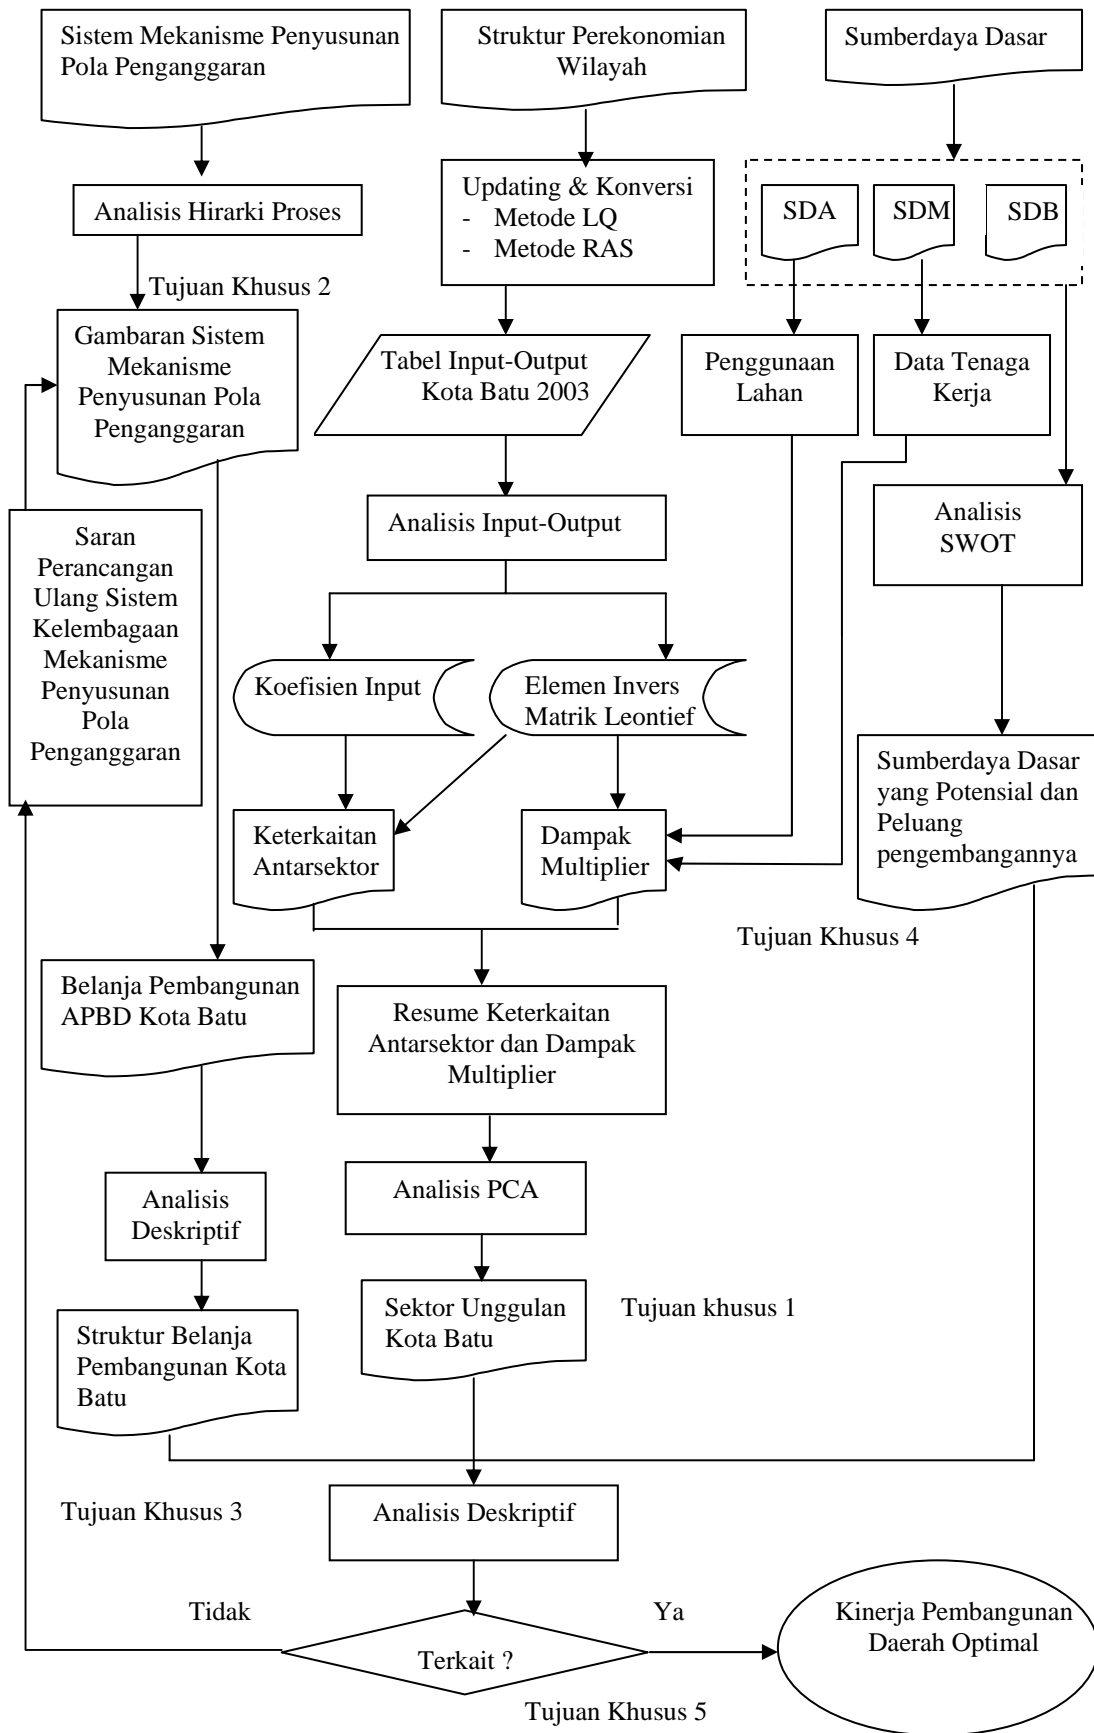 Sistem Mekanisme Penyusunan
Pola Penganggaran
Struktur Perekonomian
Wilayah
Sumberdaya Dasar
Analisis Hirarki Proses
Updating & Konversi
- Metode LQ
- Metode RAS
SDA
SDM
SDB
Tujuan Khusus 2
Gambaran Sistem
Mekanisme
Penyusunan Pola
Penganggaran
Tabel Input-Output
Kota Batu 2003
Penggunaan
Lahan
Data Tenaga
Kerja
Saran
Perancangan
Ulang Sistem
Kelembagaan
Mekanisme
Penyusunan
Pola
Penganggaran
Analisis Input-Output
Analisis
SWOT
Koefisien Input
Elemen Invers
Matrik Leontief
Keterkaitan
Antarsektor
Dampak
Multiplier
Sumberdaya Dasar
yang Potensial dan
Peluang
pengembangannya
Tujuan Khusus 4
Belanja Pembangunan
APBD Kota Batu
Resume Keterkaitan
Antarsektor dan Dampak
Multiplier
Analisis
Deskriptif
Analisis PCA
Struktur Belanja
Pembangunan Kota
Batu
Sektor Unggulan
Kota Batu
Tujuan khusus 1
Tujuan Khusus 3
Analisis Deskriptif
Tidak
Ya
Terkait ?
Kinerja Pembangunan
Daerah Optimal
Tujuan Khusus 5